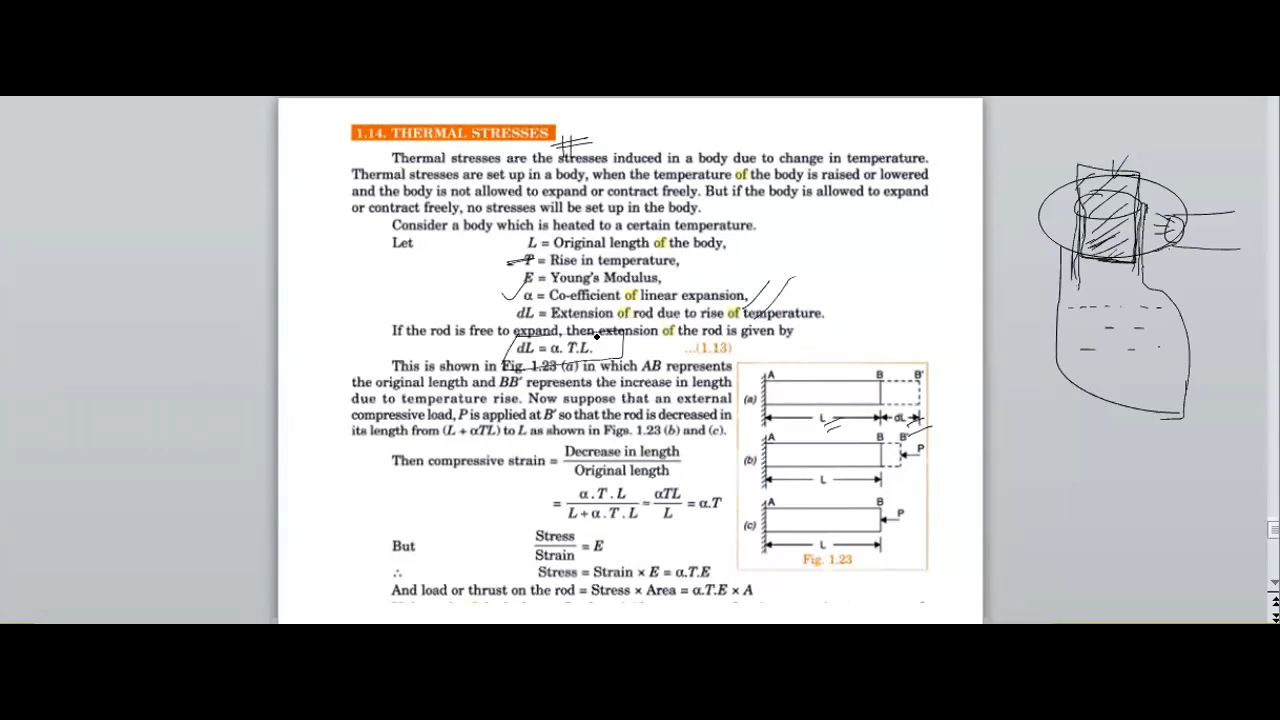 1.14. THERMAL STRESSES
Thermal stresses are the stresses induced in a body due to change in temperature.
Thermal stresses are set up in a body, when the temperature of the body is raised or lowered
and the body is not allowed to expand or contract freely. But if the body is allowed to expand
or contract freely, no stresses will be set up in the body.
Consider a body which is heated to a certain temperature.
Let L = Original length of the body,
T = Rise in temperature,
E = Young's Modulus,
α = Co-efficient of linear expansion,
dL = Extension of rod due to rise of temperature.
If the rod is free to expand, then extension of the rod is given by
dL = α. T.L. ...(1.13)
This is shown in Fig. 1.23 (a) in which AB represents
the original length and BB′ represents the increase in length
due to temperature rise. Now suppose that an external
compressive load, P is applied at B′ so that the rod is decreased in
its length from (L + αTL) to L as shown in Figs. 1.23 (b) and (c).
Then compressive strain = Decrease in length / Original length
= α . T . L / L + α . T . L ≈ αTL / L = α.T
But Stress / Strain = E
∴ Stress = Strain × E = α.T.E
And load or thrust on the rod = Stress × Area = α.T.E × A
A B B′
(a)
L dL
A B B′
(b) P
L
A B
(c) P
L
Fig. 1.23